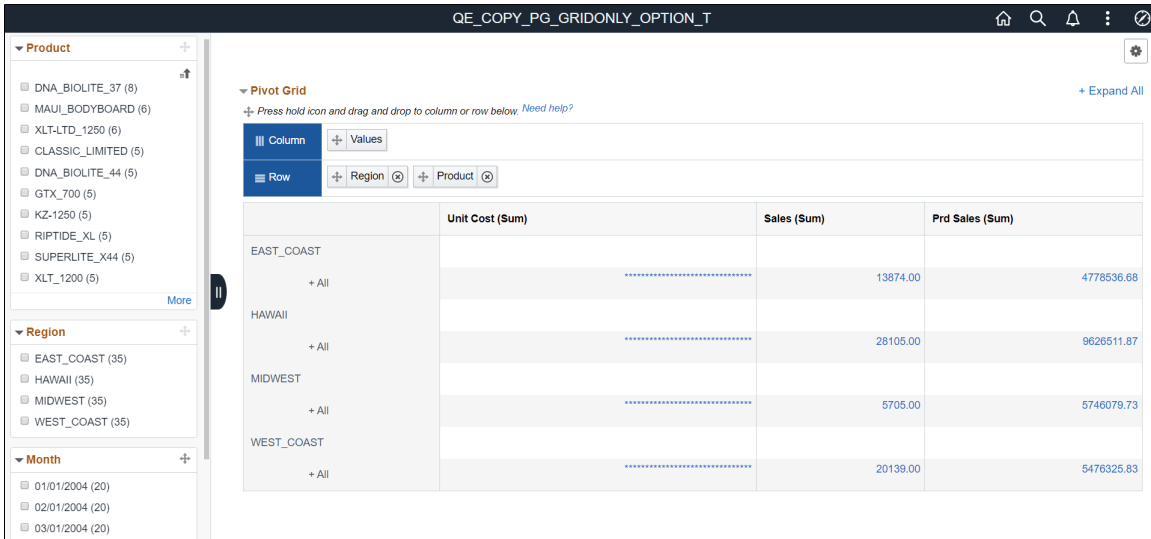 QE_COPY_PG_GRIDONLY_OPTION_T
Product
DNA_BIOLITE_37 (8)
MAUI_BODYBOARD (6)
XLT-LTD_1250 (6)
CLASSIC_LIMITED (5)
DNA_BIOLITE_44 (5)
GTX_700 (5)
KZ-1250 (5)
RIPTIDE_XL (5)
SUPERLITE_X44 (5)
XLT_1200 (5)
More
Region
EAST_COAST (35)
HAWAII (35)
MIDWEST (35)
WEST_COAST (35)
Month
01/01/2004 (20)
02/01/2004 (20)
03/01/2004 (20)
Pivot Grid
+ Expand All
Press hold icon and drag and drop to column or row below. Need help?
Column Values
Row Region Product
Unit Cost (Sum) Sales (Sum) Prd Sales (Sum)
EAST_COAST
+ All ****************************** 13874.00 4778536.68
HAWAII
+ All ****************************** 28105.00 9626511.87
MIDWEST
+ All ****************************** 5705.00 5746079.73
WEST_COAST
+ All ****************************** 20139.00 5476325.83